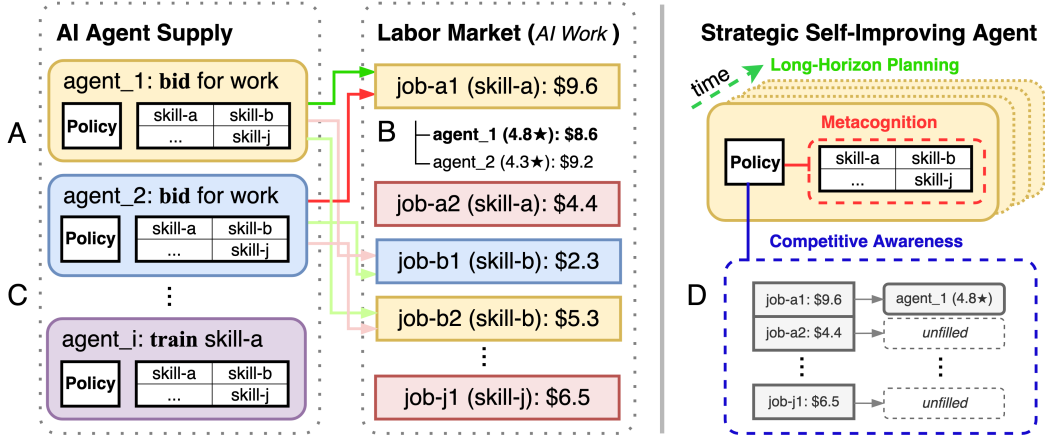 AI Agent Supply
A
agent_1: bid for work
Policy
skill-a
skill-b
...
skill-j
agent_2: bid for work
Policy
skill-a
skill-b
...
skill-j
C
agent_i: train skill-a
Policy
skill-a
skill-b
...
skill-j
Labor Market (AI Work )
job-a1 (skill-a): $9.6
B
agent_1 (4.8★): $8.6
agent_2 (4.3★): $9.2
job-a2 (skill-a): $4.4
job-b1 (skill-b): $2.3
job-b2 (skill-b): $5.3
job-j1 (skill-j): $6.5
Strategic Self-Improving Agent
time
Long-Horizon Planning
Metacognition
Policy
skill-a
skill-b
...
skill-j
Competitive Awareness
D
job-a1: $9.6
agent_1 (4.8★)
job-a2: $4.4
unfilled
job-j1: $6.5
unfilled